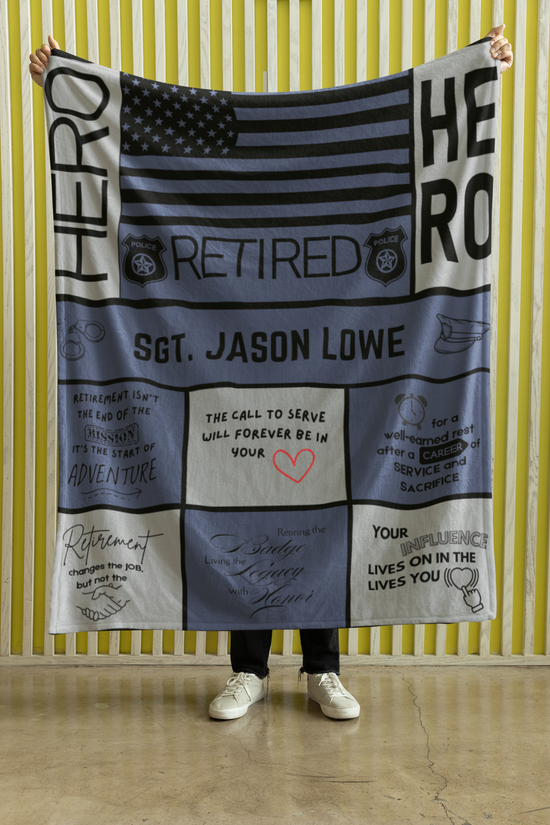 HERO
HE
RO
POLICE
RETIRED
POLICE
SGT. JASON LOWE
RETIREMENT ISN'T
THE END OF THE
MISSION
IT'S THE START OF
ADVENTURE
THE CALL TO SERVE
WILL FOREVER BE IN
YOUR
for a
well-earned rest
after a CAREER of
SERVICE and
SACRIFICE
Retirement
changes the JOB,
but not the
Retiring the
Badge
Living the
Legacy
with
Honor
YOUR
INFLUENCE
LIVES ON IN THE
LIVES YOU